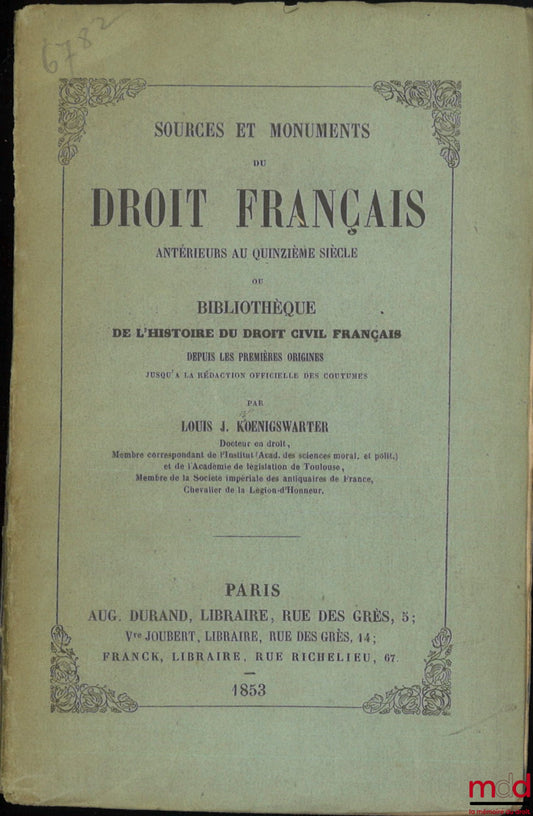 6782
SOURCES ET MONUMENTS
DU
DROIT FRANÇAIS
ANTÉRIEURS AU QUINZIÈME SIÈCLE
OU
BIBLIOTHÈQUE
DE L'HISTOIRE DU DROIT CIVIL FRANÇAIS
DEPUIS LES PREMIÈRES ORIGINES
JUSQU'A LA RÉDACTION OFFICIELLE DES COUTUMES
PAR
LOUIS J. KOENIGSWARTER
Docteur en droit,
Membre correspondant de l'Institut (Acad. des sciences moral. et polit.)
et de l'Académie de législation de Toulouse,
Membre de la Société impériale des antiquaires de France,
Chevalier de la Légion-d'Honneur.
PARIS
AUG. DURAND, LIBRAIRE, RUE DES GRÈS, 5;
Vre JOUBERT, LIBRAIRE, RUE DES GRÈS, 14;
FRANCK, LIBRAIRE, RUE RICHELIEU, 67.
1853
mdd
la mémoire du droit